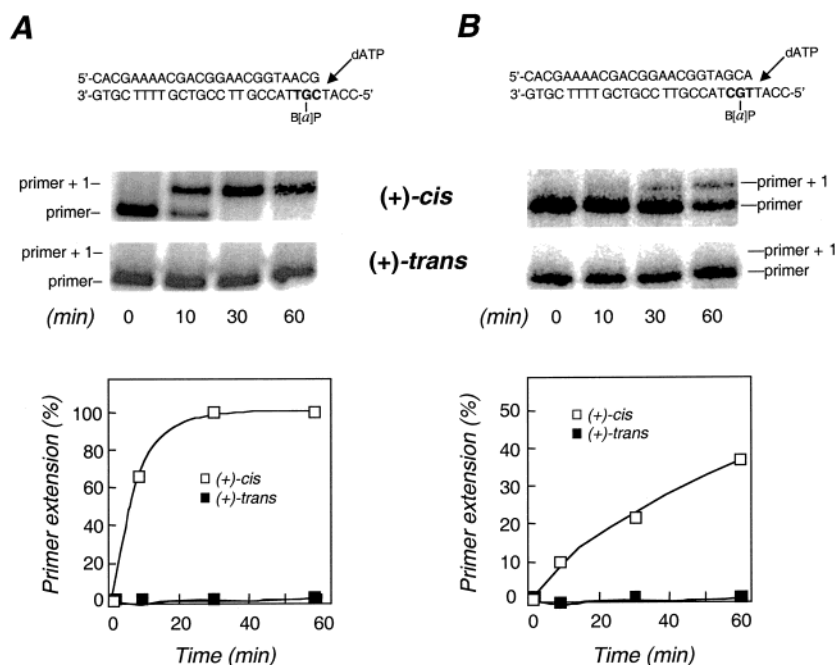 A
dATP
5'-CACGAAAACGACGGAACGGTAACG
3'-GTGC TTTT GCTGCC T TGCCATTGCTACC-5'
B[a]P
B
dATP
5'-CACGAAAACGACGGAACGGTAGCA
3'-GTGC TTTT GCTGCC T TGCCATCGTTACC-5'
B[a]P
primer + 1
primer
(+)-cis
primer + 1
primer
primer + 1
primer
(+)-trans
primer + 1
primer
(min) 0 10 30 60
(min) 0 10 30 60
Primer extension (%)
100
80
60
40
20
0
(+)-cis
(+)-trans
0 20 40 60
Time (min)
Primer extension (%)
50
40
30
20
10
0
(+)-cis
(+)-trans
0 20 40 60
Time (min)